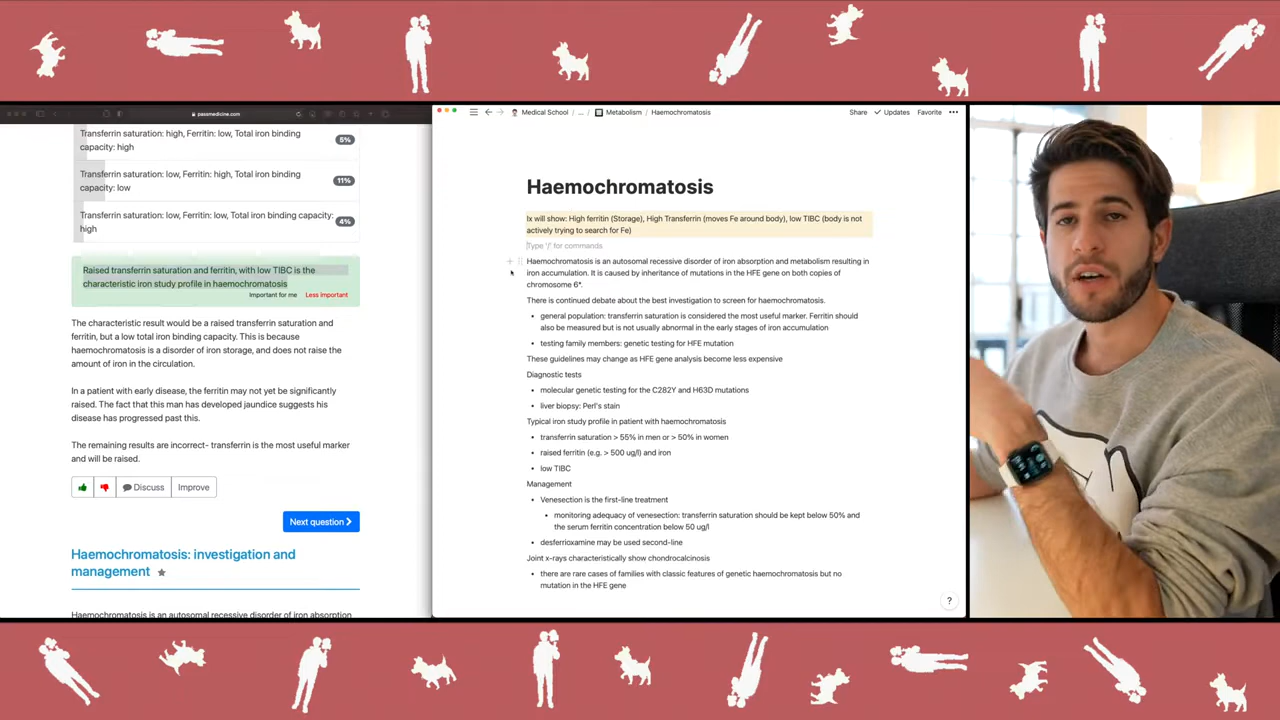 passmedicine.com
Transferrin saturation: high, Ferritin: low, Total iron binding
capacity: high
5%
Transferrin saturation: low, Ferritin: high, Total iron binding
capacity: low
11%
Transferrin saturation: low, Ferritin: low, Total iron binding capacity:
high
4%
Raised transferrin saturation and ferritin, with low TIBC is the
characteristic iron study profile in haemochromatosis
Important for me
Less important
The characteristic result would be a raised transferrin saturation and
ferritin, but a low total iron binding capacity. This is because
haemochromatosis is a disorder of iron storage, and does not raise the
amount of iron in the circulation.
In a patient with early disease, the ferritin may not yet be significantly
raised. The fact that this man has developed jaundice suggests his
disease has progressed past this.
The remaining results are incorrect- transferrin is the most useful marker
and will be raised.
Discuss
Improve
Next question
Haemochromatosis: investigation and
management
Haemochromatosis is an autosomal recessive disorder of iron absorption
Medical School / ... / Metabolism / Haemochromatosis
Share
Updates
Favorite
Haemochromatosis
Ix will show: High ferritin (Storage), High Transferrin (moves Fe around body), low TIBC (body is not
actively trying to search for Fe)
Type '/' for commands
Haemochromatosis is an autosomal recessive disorder of iron absorption and metabolism resulting in
iron accumulation. It is caused by inheritance of mutations in the HFE gene on both copies of
chromosome 6*.
There is continued debate about the best investigation to screen for haemochromatosis.
• general population: transferrin saturation is considered the most useful marker. Ferritin should
also be measured but is not usually abnormal in the early stages of iron accumulation
• testing family members: genetic testing for HFE mutation
These guidelines may change as HFE gene analysis become less expensive
Diagnostic tests
• molecular genetic testing for the C282Y and H63D mutations
• liver biopsy: Perl's stain
Typical iron study profile in patient with haemochromatosis
• transferrin saturation > 55% in men or > 50% in women
• raised ferritin (e.g. > 500 ug/l) and iron
• low TIBC
Management
• Venesection is the first-line treatment
• monitoring adequacy of venesection: transferrin saturation should be kept below 50% and
the serum ferritin concentration below 50 ug/l
• desferrioxamine may be used second-line
Joint x-rays characteristically show chondrocalcinosis
• there are rare cases of families with classic features of genetic haemochromatosis but no
mutation in the HFE gene
?